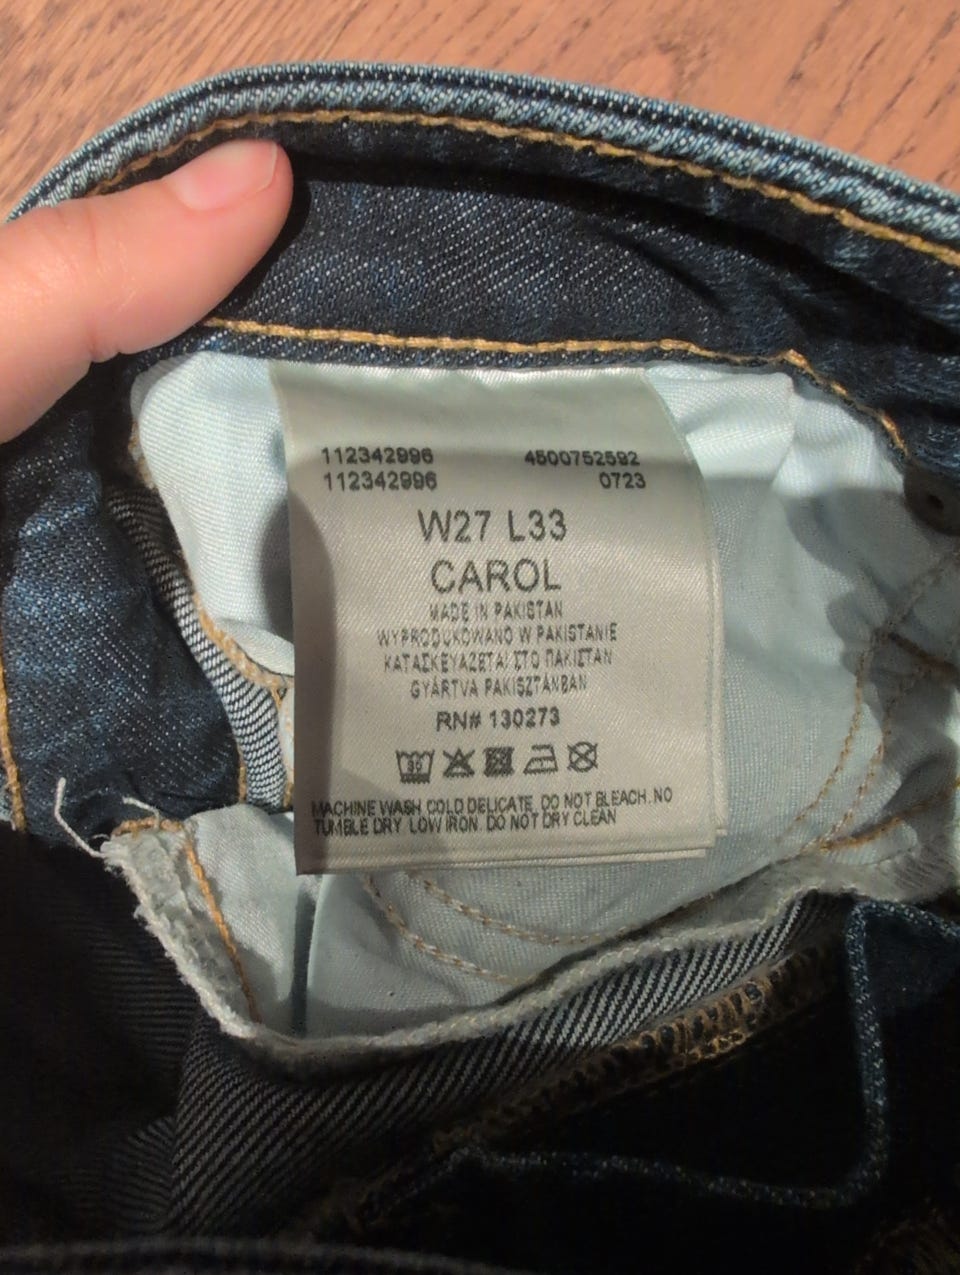 112342996 4500752592
112342996 0723
W27 L33
CAROL
MADE IN PAKISTAN
WYPRODUKOWANO W PAKISTANIE
ΚΑΤΑΣΚΕΥΑΖΕΤΑΙ ΣΤΟ ΠΑΚΙΣΤΑΝ
GYÁRTVA PAKISZTÁNBAN
RN# 130273
30
MACHINE WASH COLD DELICATE. DO NOT BLEACH. NO
TUMBLE DRY. LOW IRON. DO NOT DRY CLEAN